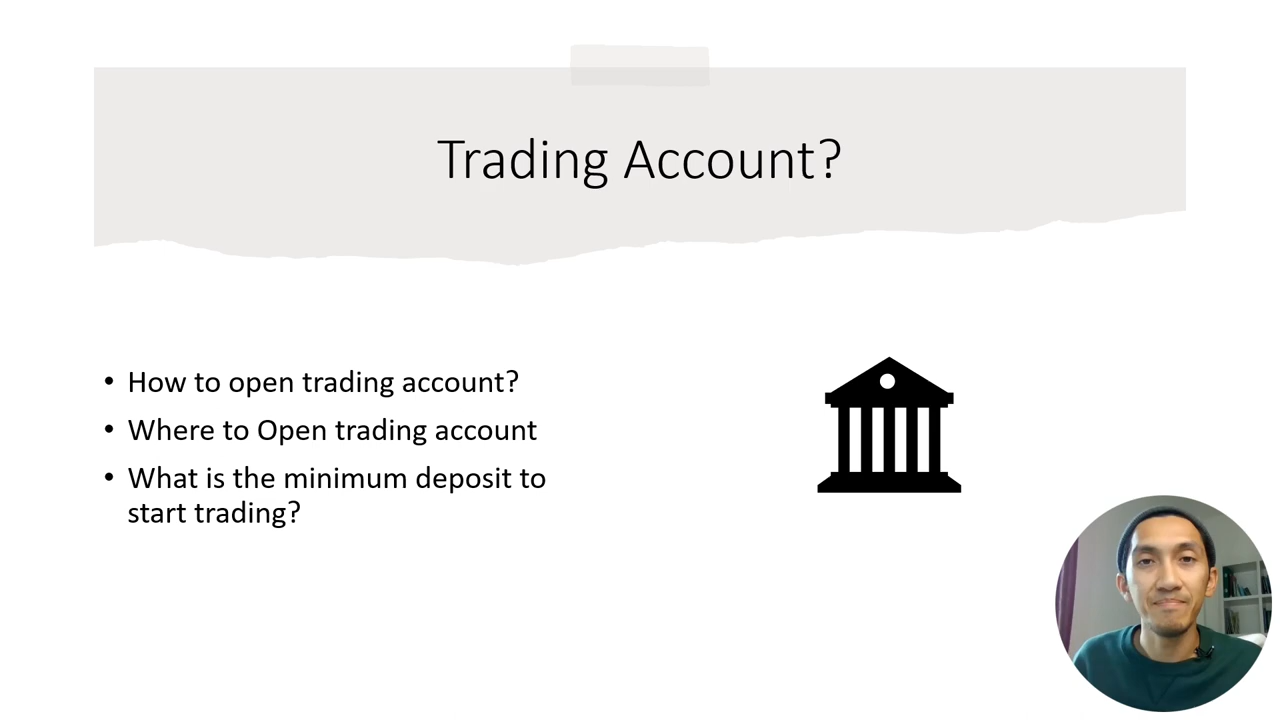 Trading Account?
• How to open trading account?
• Where to Open trading account
• What is the minimum deposit to
start trading?